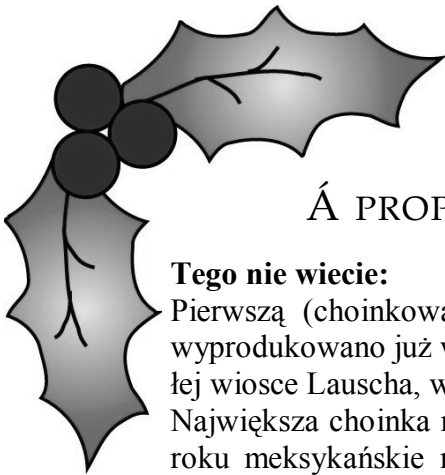 Á PROP
Tego nie wiecie:
Pierwszą (choinkowa
wyprodukowano już w
łej wiosce Lauscha, w
Największa choinka
roku meksykańskie